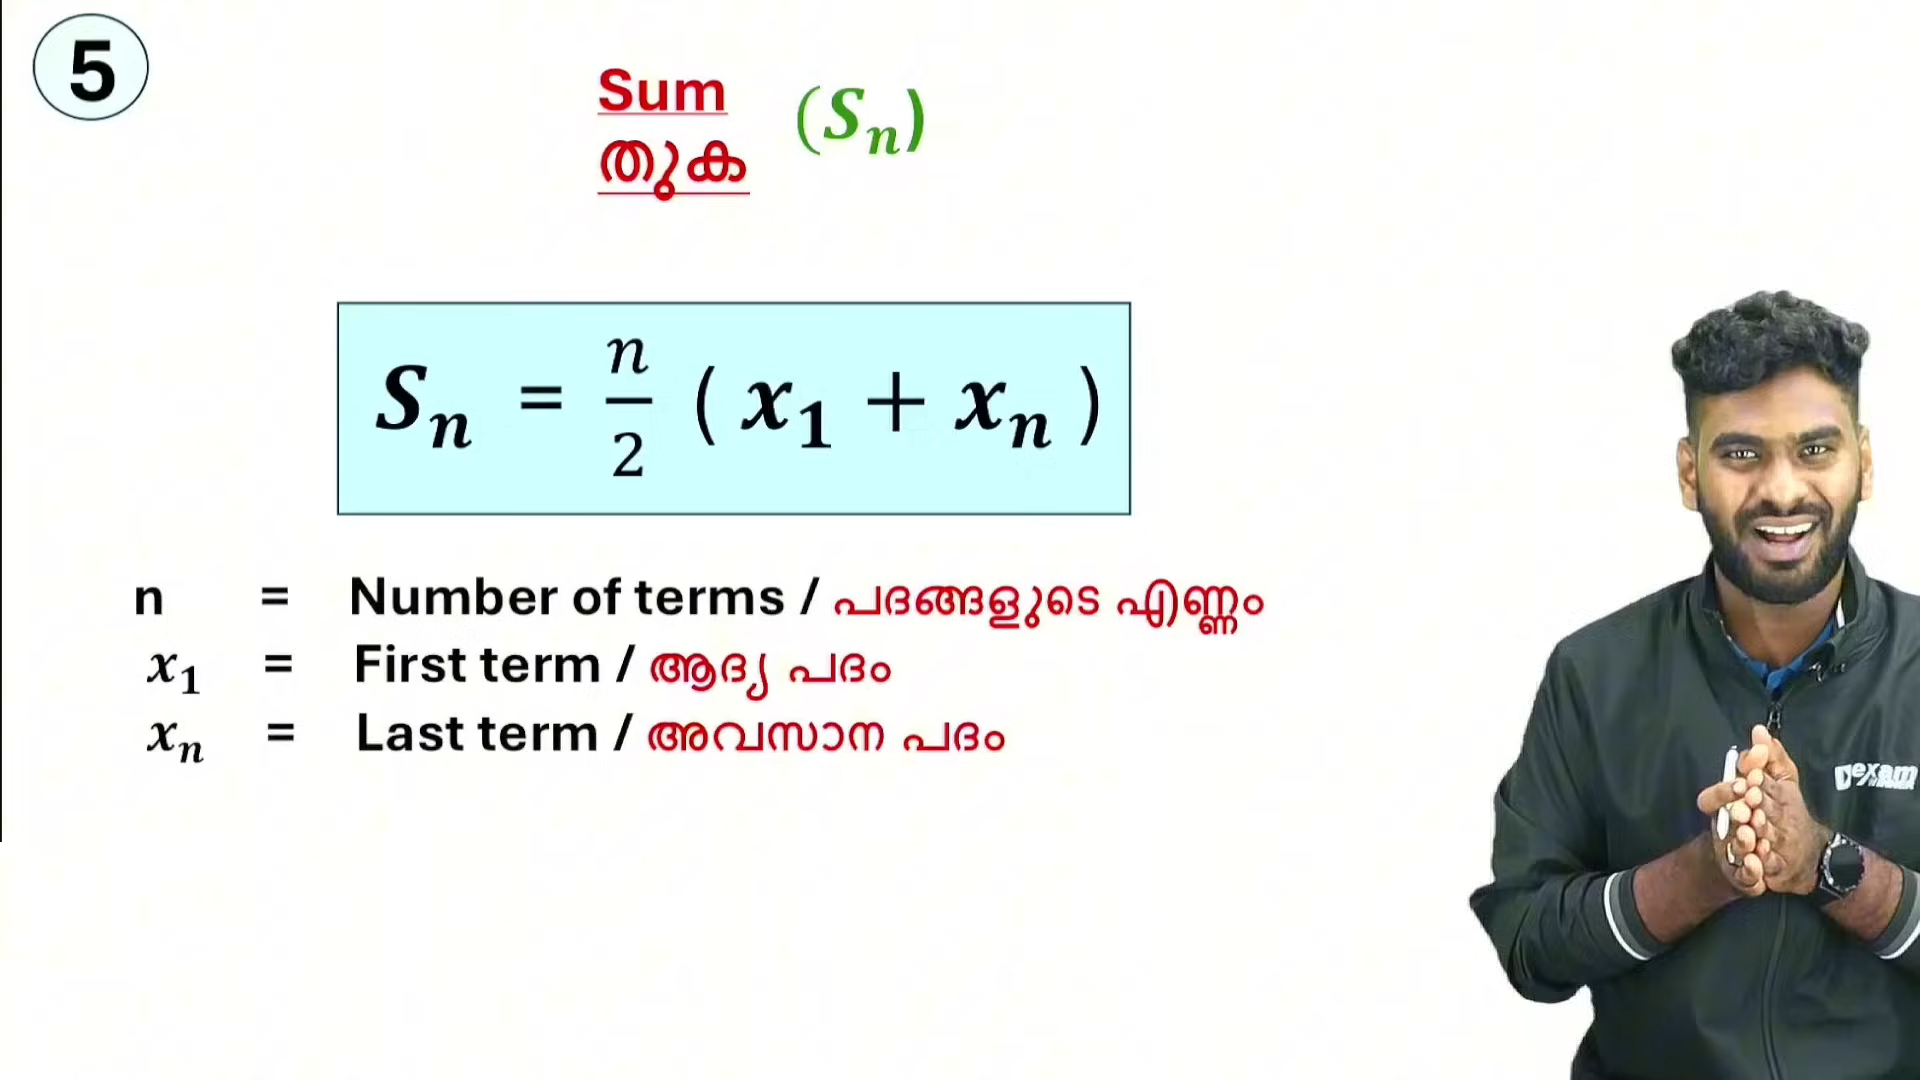 5
Sum (Sₙ)
തുക
Sₙ = n/2 ( x₁ + xₙ )
n = Number of terms / പദങ്ങളുടെ എണ്ണം
x₁ = First term / ആദ്യ പദം
xₙ = Last term / അവസാന പദം
exam